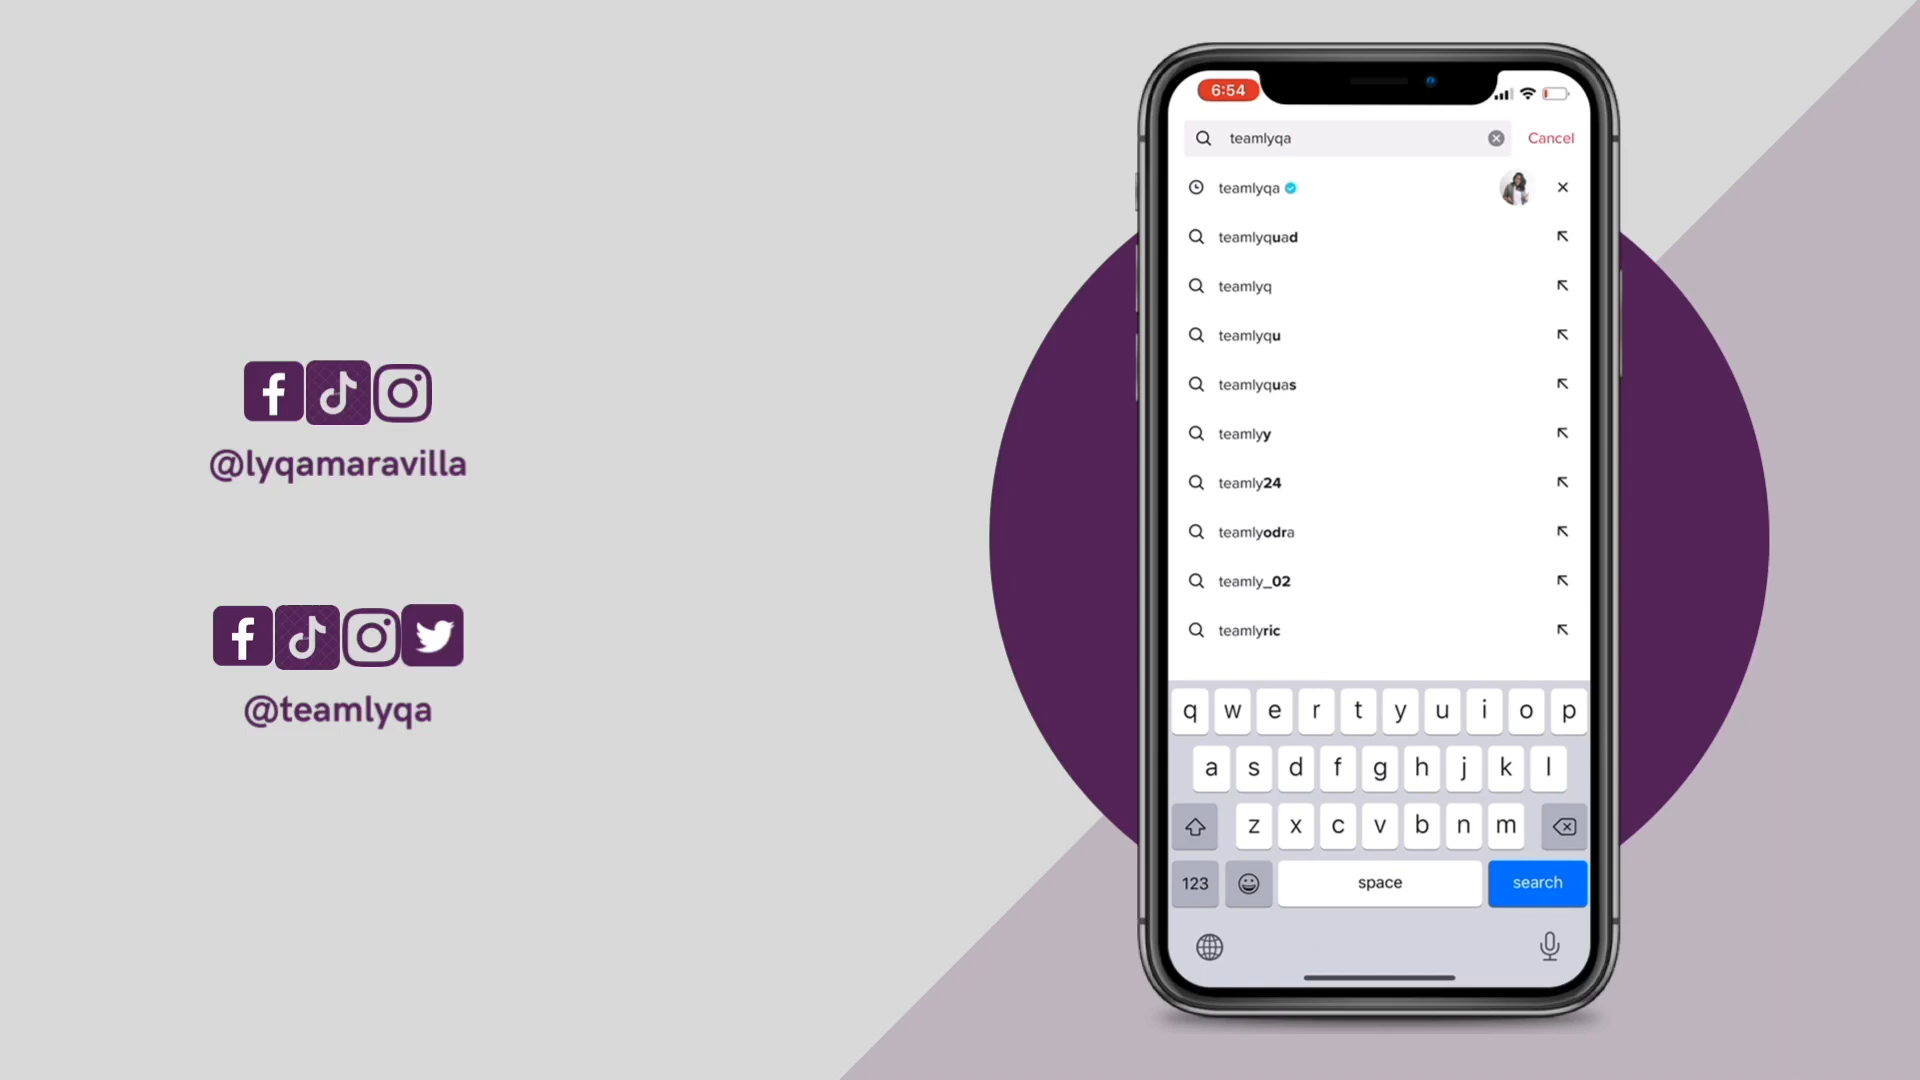 @lyqamaravilla
@teamlyqa
6:54
teamlyqa
Cancel
teamlyqa
teamlyquad
teamlyq
teamlyqu
teamlyquas
teamlyy
teamly24
teamlyodra
teamly_02
teamlyric
q w e r t y u i o p
a s d f g h j k l
z x c v b n m
123 space search